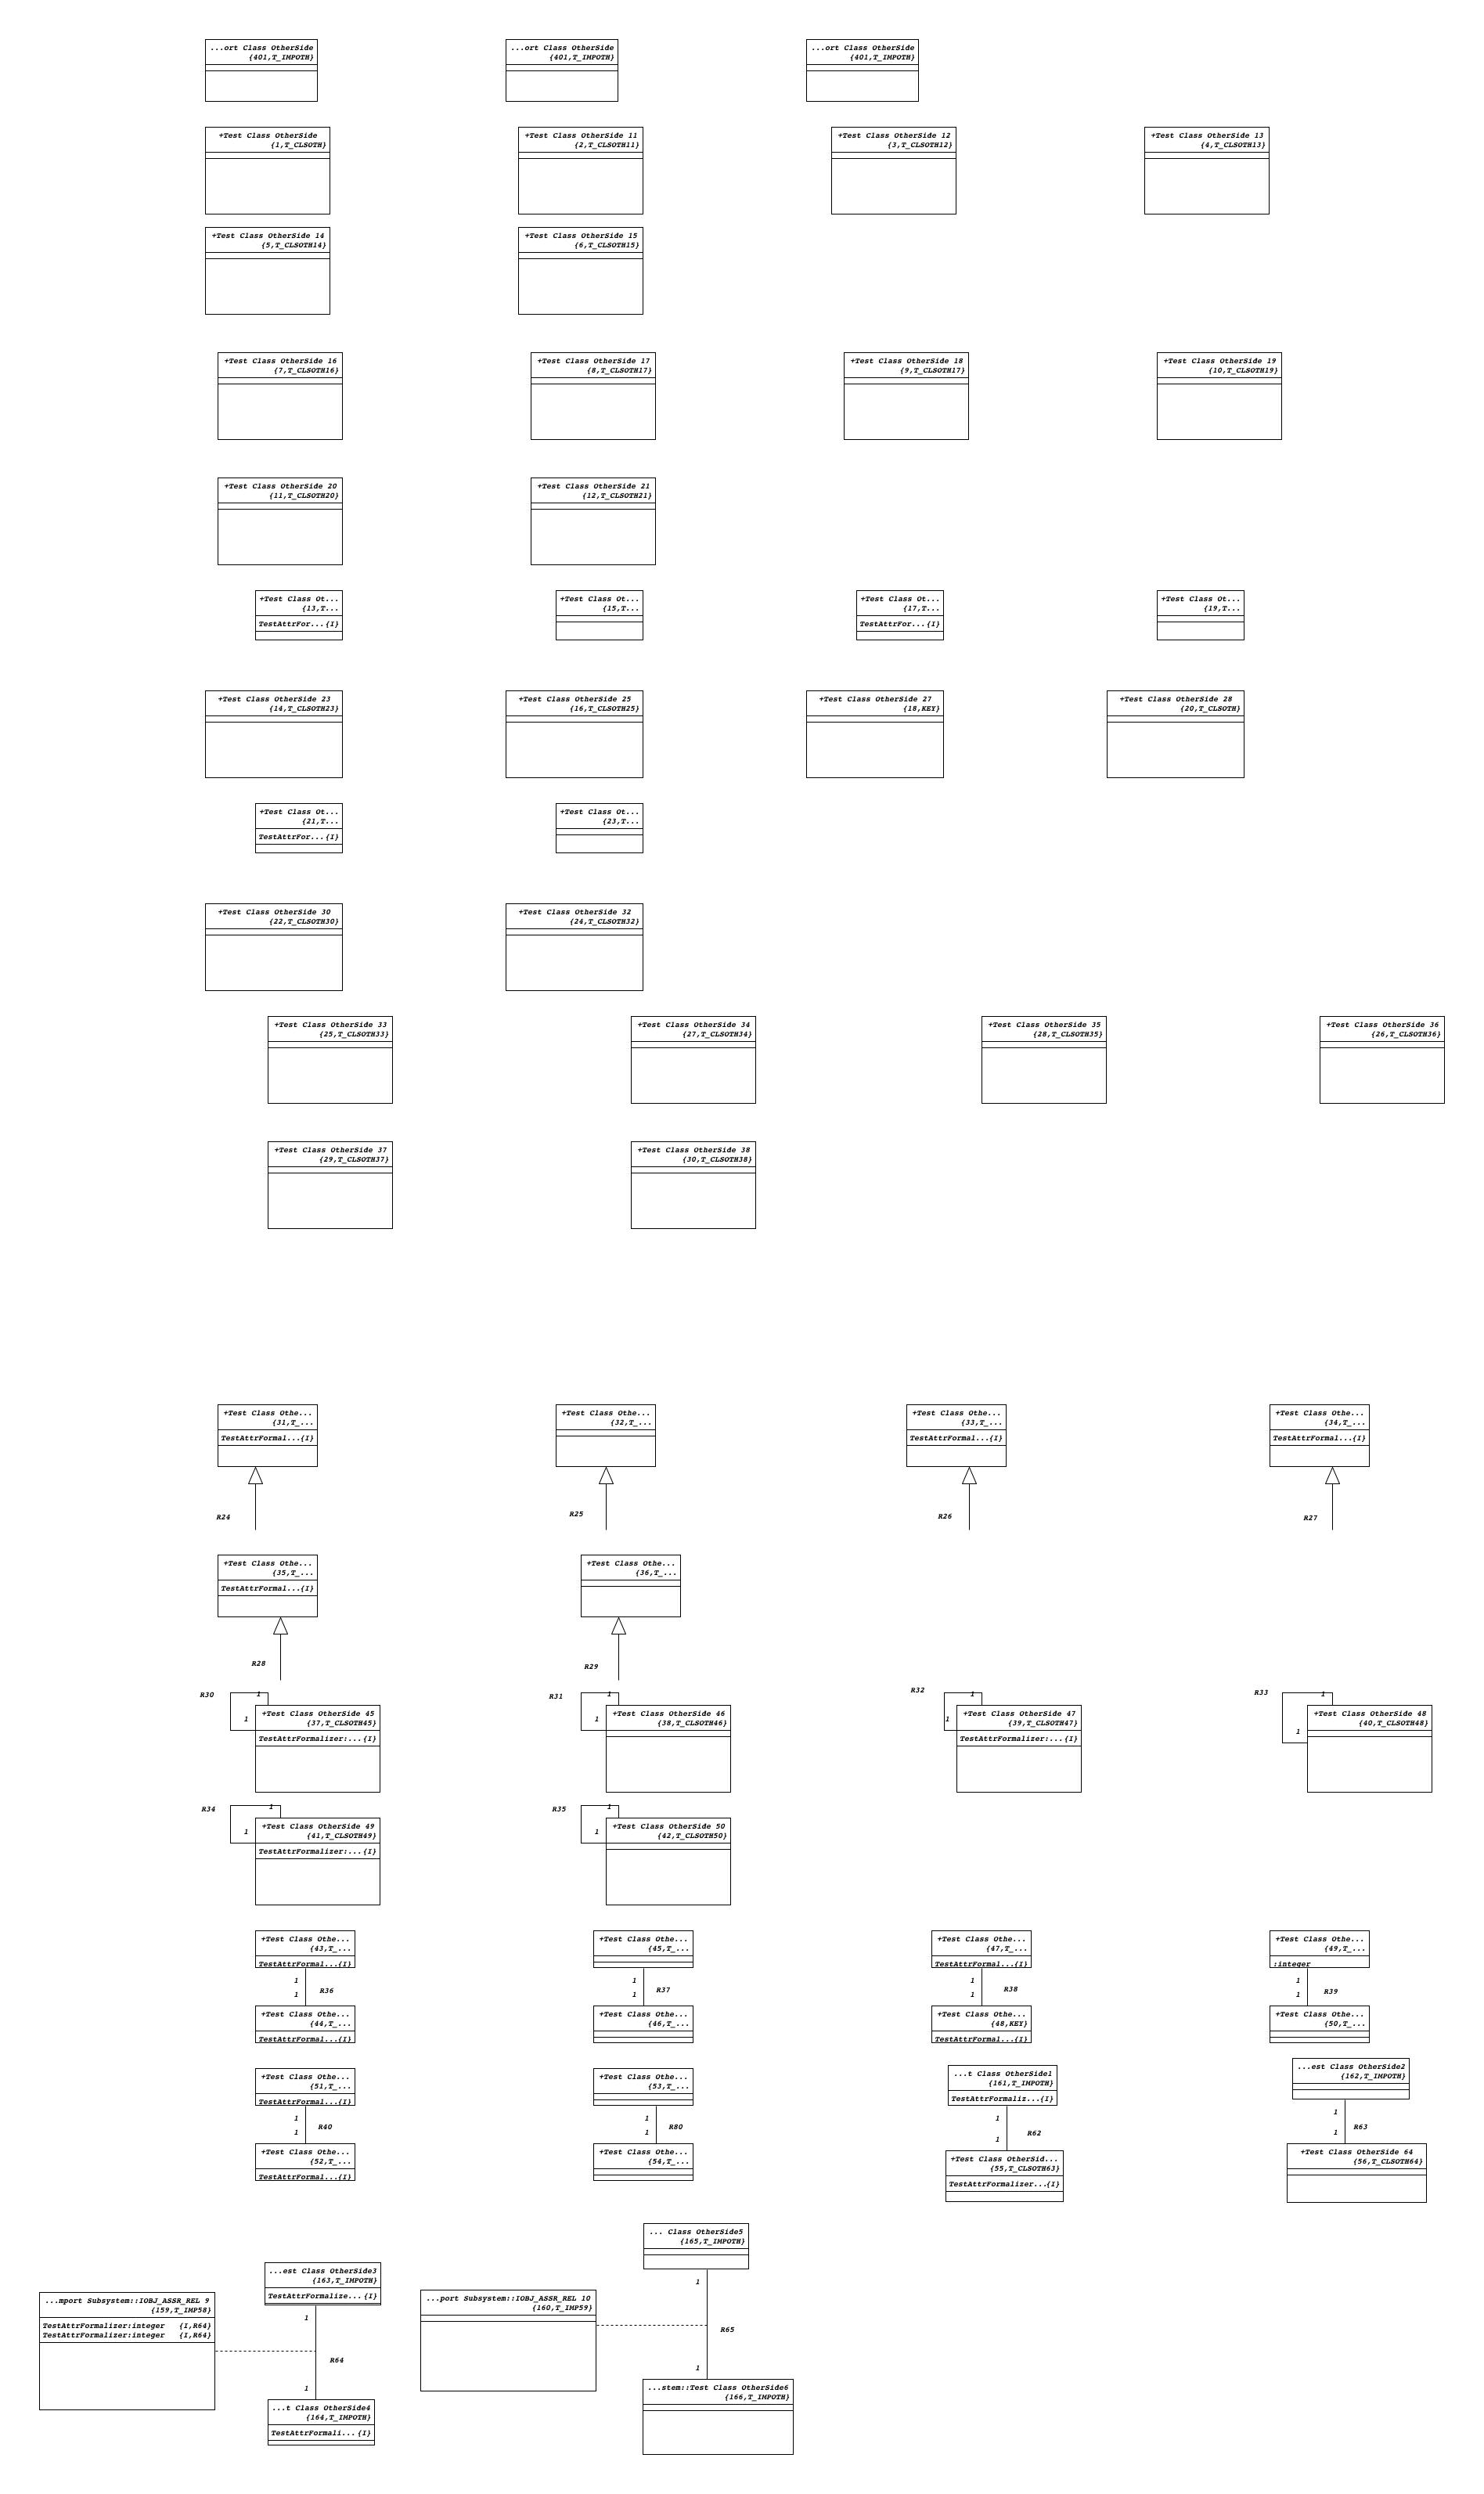 ...ort Class OtherSide
{401,T_IMPOTH}
...ort Class OtherSide
{401,T_IMPOTH}
...ort Class OtherSide
{401,T_IMPOTH}
+Test Class OtherSide
{1,T_CLSOTH}
+Test Class OtherSide 11
{2,T_CLSOTH11}
+Test Class OtherSide 12
{3,T_CLSOTH12}
+Test Class OtherSide 13
{4,T_CLSOTH13}
+Test Class OtherSide 14
{5,T_CLSOTH14}
+Test Class OtherSide 15
{6,T_CLSOTH15}
+Test Class OtherSide 16
{7,T_CLSOTH16}
+Test Class OtherSide 17
{8,T_CLSOTH17}
+Test Class OtherSide 18
{9,T_CLSOTH17}
+Test Class OtherSide 19
{10,T_CLSOTH19}
+Test Class OtherSide 20
{11,T_CLSOTH20}
+Test Class OtherSide 21
{12,T_CLSOTH21}
+Test Class Ot...
{13,T...
TestAttrFor...{I}
+Test Class Ot...
{15,T...
+Test Class Ot...
{17,T...
TestAttrFor...{I}
+Test Class Ot...
{19,T...
+Test Class OtherSide 23
{14,T_CLSOTH23}
+Test Class OtherSide 25
{16,T_CLSOTH25}
+Test Class OtherSide 27
{18,KEY}
+Test Class OtherSide 28
{20,T_CLSOTH}
+Test Class Ot...
{21,T...
TestAttrFor...{I}
+Test Class Ot...
{23,T...
+Test Class OtherSide 30
{22,T_CLSOTH30}
+Test Class OtherSide 32
{24,T_CLSOTH32}
+Test Class OtherSide 33
{25,T_CLSOTH33}
+Test Class OtherSide 34
{27,T_CLSOTH34}
+Test Class OtherSide 35
{28,T_CLSOTH35}
+Test Class OtherSide 36
{26,T_CLSOTH36}
+Test Class OtherSide 37
{29,T_CLSOTH37}
+Test Class OtherSide 38
{30,T_CLSOTH38}
+Test Class Othe...
{31,T_...
TestAttrFormal...{I}
+Test Class Othe...
{32,T_...
+Test Class Othe...
{33,T_...
TestAttrFormal...{I}
+Test Class Othe...
{34,T_...
TestAttrFormal...{I}
R24
R25
R26
R27
+Test Class Othe...
{35,T_...
TestAttrFormal...{I}
+Test Class Othe...
{36,T_...
R28
R29
R30
1
1
+Test Class OtherSide 45
{37,T_CLSOTH45}
TestAttrFormalizer:...{I}
R31
1
1
+Test Class OtherSide 46
{38,T_CLSOTH46}
R32
1
1
+Test Class OtherSide 47
{39,T_CLSOTH47}
TestAttrFormalizer:...{I}
R33
1
1
+Test Class OtherSide 48
{40,T_CLSOTH48}
R34
1
1
+Test Class OtherSide 49
{41,T_CLSOTH49}
TestAttrFormalizer:...{I}
R35
1
1
+Test Class OtherSide 50
{42,T_CLSOTH50}
+Test Class Othe...
{43,T_...
TestAttrFormal...{I}
1
1
R36
+Test Class Othe...
{44,T_...
TestAttrFormal...{I}
+Test Class Othe...
{45,T_...
1
1
R37
+Test Class Othe...
{46,T_...
+Test Class Othe...
{47,T_...
TestAttrFormal...{I}
1
1
R38
+Test Class Othe...
{48,KEY}
TestAttrFormal...{I}
+Test Class Othe...
{49,T_...
:integer
1
1
R39
+Test Class Othe...
{50,T_...
+Test Class Othe...
{51,T_...
TestAttrFormal...{I}
1
1
R40
+Test Class Othe...
{52,T_...
TestAttrFormal...{I}
+Test Class Othe...
{53,T_...
1
1
R80
+Test Class Othe...
{54,T_...
...t Class OtherSide1
{161,T_IMPOTH}
TestAttrFormaliz...{I}
1
1
R62
+Test Class OtherSid...
{55,T_CLSOTH63}
TestAttrFormalizer...{I}
...est Class OtherSide2
{162,T_IMPOTH}
1
1
R63
+Test Class OtherSide 64
{56,T_CLSOTH64}
...est Class OtherSide3
{163,T_IMPOTH}
TestAttrFormalize...{I}
...mport Subsystem::IOBJ_ASSR_REL 9
{159,T_IMP58}
TestAttrFormalizer:integer {I,R64}
TestAttrFormalizer:integer {I,R64}
1
R64
1
...t Class OtherSide4
{164,T_IMPOTH}
TestAttrFormali...{I}
... Class OtherSide5
{165,T_IMPOTH}
...port Subsystem::IOBJ_ASSR_REL 10
{160,T_IMP59}
1
R65
1
...stem::Test Class OtherSide6
{166,T_IMPOTH}